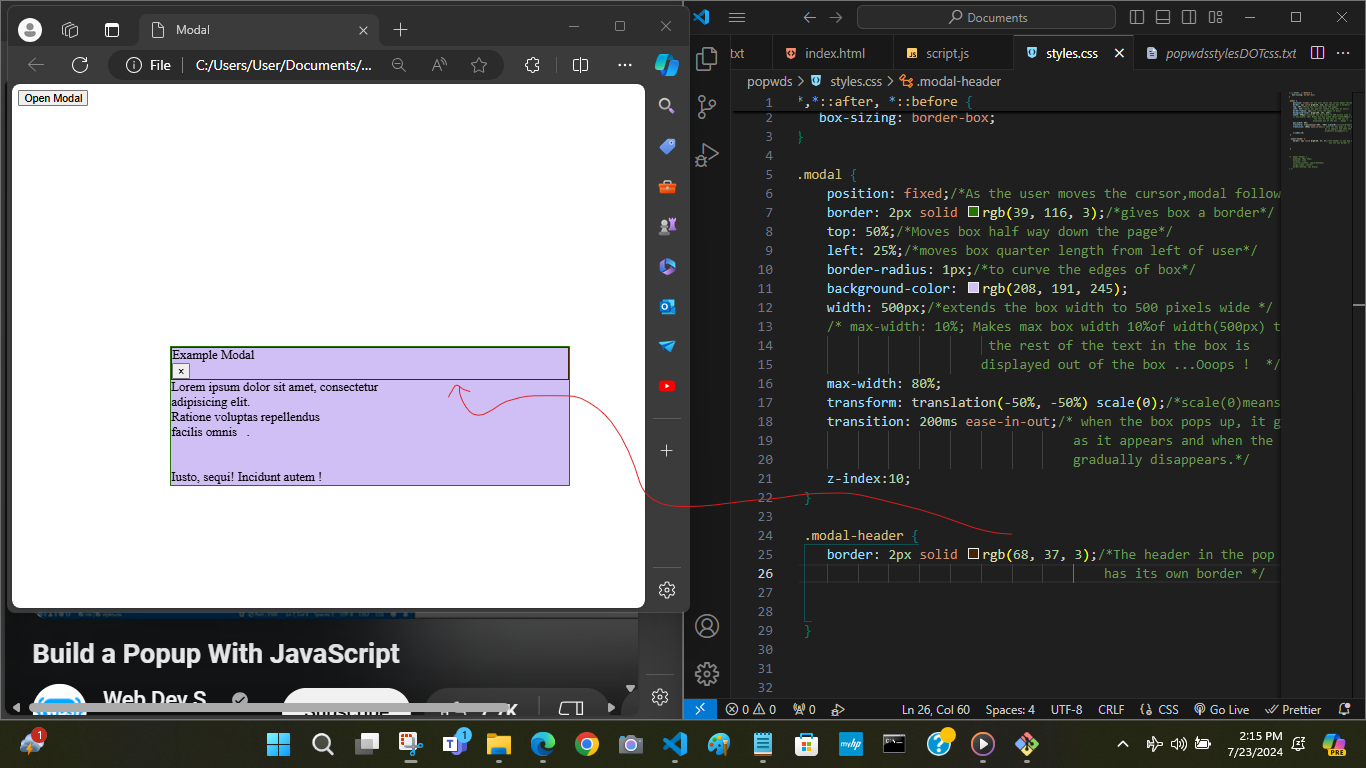 Modal
File
C:/Users/User/Documents/...
Open Modal
Example Modal
x
Lorem ipsum dolor sit amet, consectetur
adipisicing elit.
Ratione voluptas repellendus
facilis omnis .
Iusto, sequi! Incidunt autem !
Build a Popup With JavaScript
Web Dev S
Documents
txt
index.html
script.js
styles.css
popwdsstylesDOTcss.txt
popwds > styles.css > .modal-header
1 *,*::after, *::before {
2 box-sizing: border-box;
3 }
4
5 .modal {
6 position: fixed;/*As the user moves the cursor,modal follow
7 border: 2px solid rgb(39, 116, 3);/*gives box a border*/
8 top: 50%;/*Moves box half way down the page*/
9 left: 25%;/*moves box quarter length from left of user*/
10 border-radius: 1px;/*to curve the edges of box*/
11 background-color: rgb(208, 191, 245);
12 width: 500px;/*extends the box width to 500 pixels wide */
13 /* max-width: 10%; Makes max box width 10%of width(500px) t
14 the rest of the text in the box is
15 displayed out of the box ...Ooops ! */
16 max-width: 80%;
17 transform: translation(-50%, -50%) scale(0);/*scale(0)means
18 transition: 200ms ease-in-out;/* when the box pops up, it g
19 as it appears and when the
20 gradually disappears.*/
21 z-index:10;
22 }
23
24 .modal-header {
25 border: 2px solid rgb(68, 37, 3);/*The header in the pop
26 has its own border */
27
28
29 }
30
31
32
0 0 0 Ln 26, Col 60 Spaces: 4 UTF-8 CRLF {} CSS Go Live Prettier
1 1 myhp 2:15 PM
7/23/2024 PRE